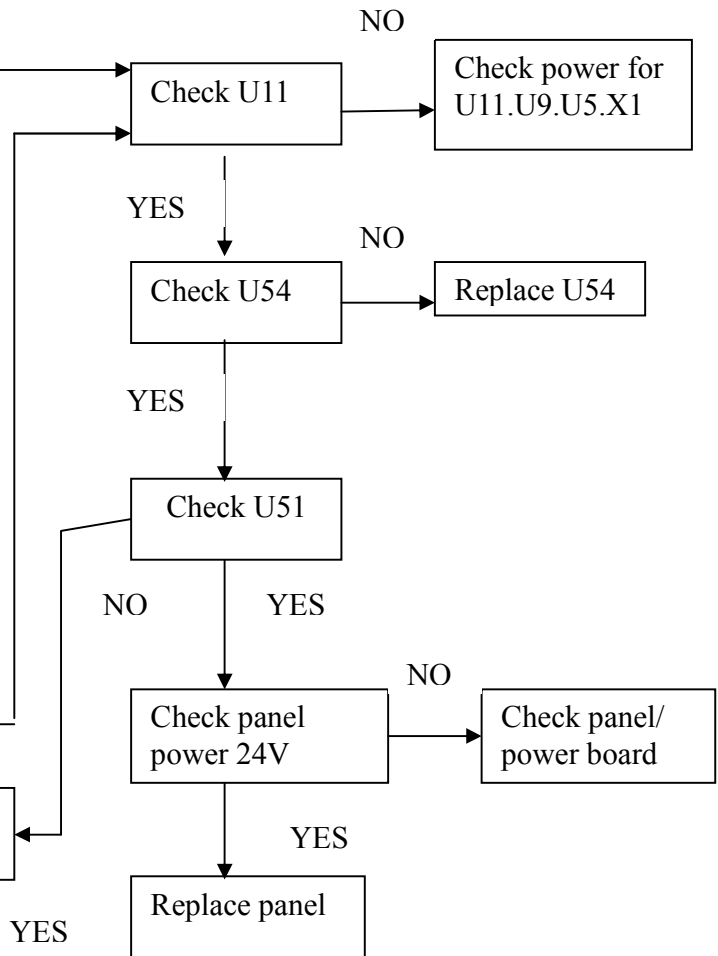 NO
Check U11
Check power for
U11.U9.U5.X1
YES
NO
Check U54
Replace U54
YES
Check U51
NO
YES
NO
Check panel
power 24V
Check panel/
power board
YES
Replace panel
YES